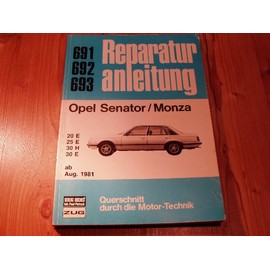 691
692
693
Reparatur
anleitung
Opel Senator/Monza
20 E
25 E
30 H
30 E
ab
Aug. 1981
ZUG
Querschnitt
durch die Motor-Technik